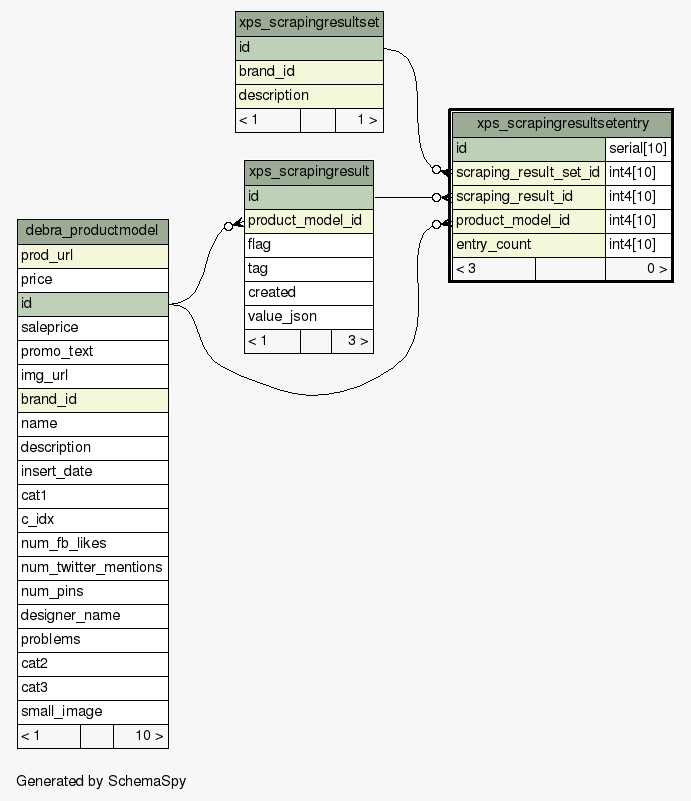 xps_scrapingresultset
id
brand_id
description
< 1 1 >
xps_scrapingresultsetentry
id serial[10]
scraping_result_set_id int4[10]
scraping_result_id int4[10]
product_model_id int4[10]
entry_count int4[10]
< 3 0 >
xps_scrapingresult
id
product_model_id
flag
tag
created
value_json
< 1 3 >
debra_productmodel
prod_url
price
id
saleprice
promo_text
img_url
brand_id
name
description
insert_date
cat1
c_idx
num_fb_likes
num_twitter_mentions
num_pins
designer_name
problems
cat2
cat3
small_image
< 1 10 >
Generated by SchemaSpy